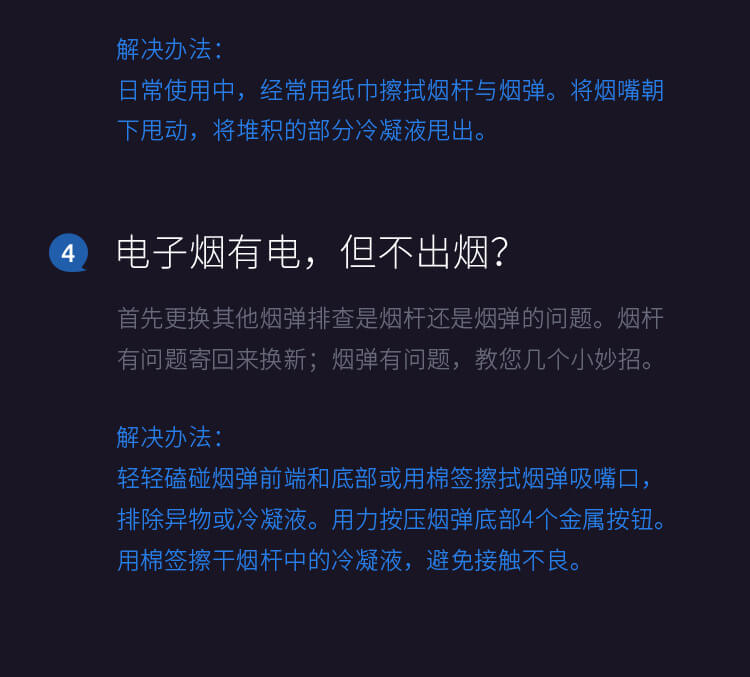 解决办法：
日常使用中，经常用纸巾擦拭烟杆与烟弹。将烟嘴朝
下甩动，将堆积的部分冷凝液甩出。
4
电子烟有电，但不出烟？
首先更换其他烟弹排查是烟杆还是烟弹的问题。烟杆
有问题寄回来换新；烟弹有问题，教您几个小妙招。
解决办法：
轻轻磕碰烟弹前端和底部或用棉签擦拭烟弹吸嘴口，
排除异物或冷凝液。用力按压烟弹底部4个金属按钮。
用棉签擦干烟杆中的冷凝液，避免接触不良。